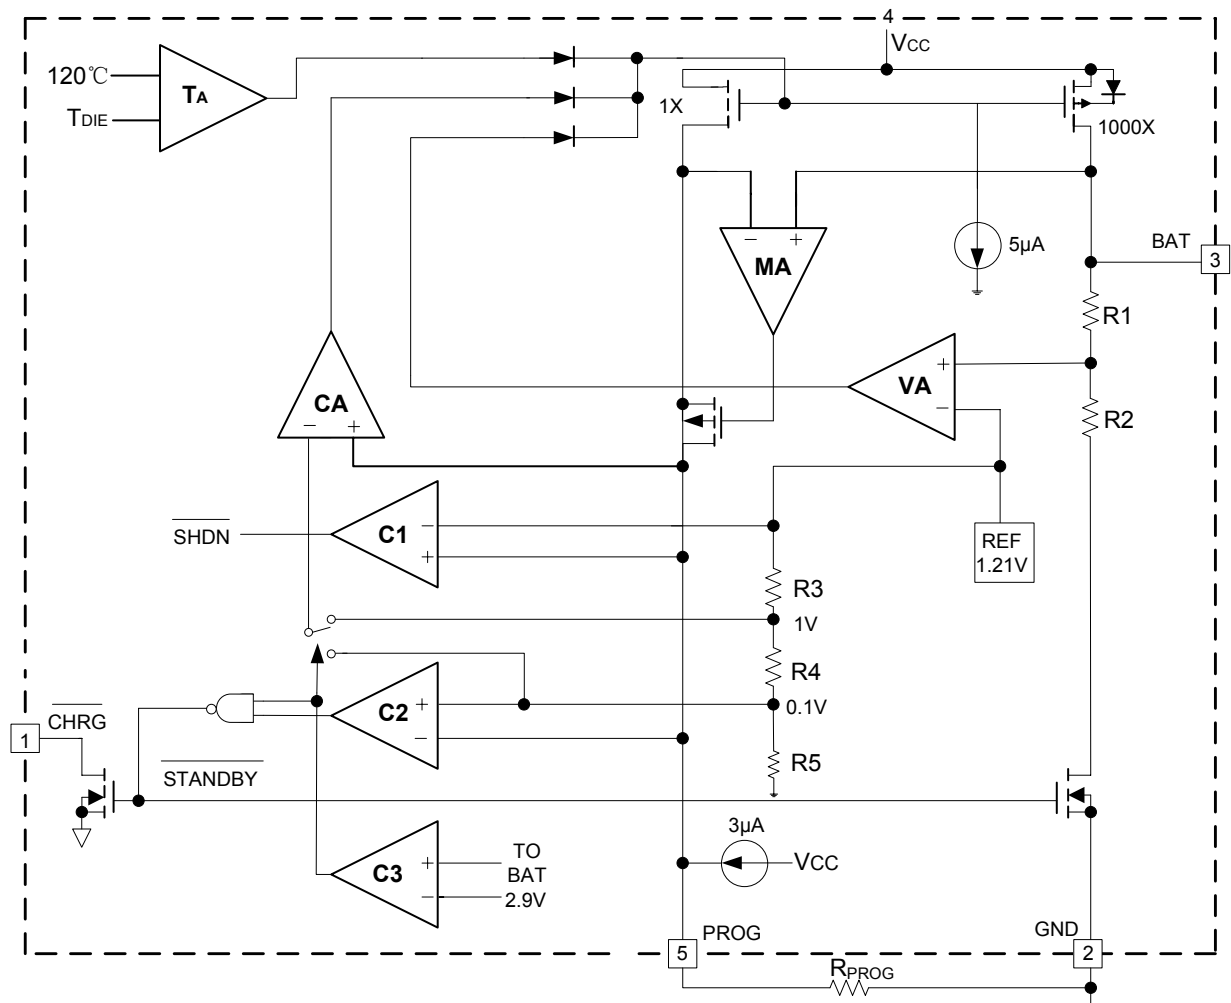 4
VCC
120℃
TA
TDIE
1X
1000X
− +
MA
5µA
BAT
3
R1
+
VA
−
R2
CA
− +
SHDN
C1
−
+
REF
1.21V
R3
1V
R4
0.1V
R5
C2
+
−
CHRG
1
STANDBY
3µA
VCC
C3
+
−
TO
BAT
2.9V
PROG
5
GND
2
RPROG